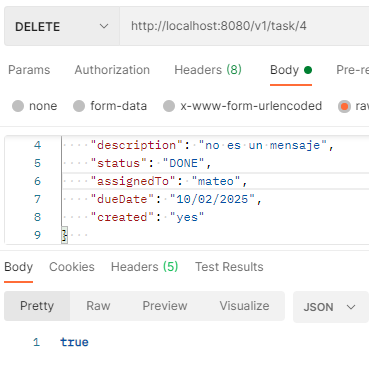 DELETE http://localhost:8080/v1/task/4
Params Authorization Headers (8) Body Pre-re
none form-data x-www-form-urlencoded rav
4 "description": "no es un mensaje",
5 "status": "DONE",
6 "assignedTo": "mateo",
7 "dueDate": "10/02/2025",
8 "created": "yes"
9 }
Body Cookies Headers (5) Test Results
Pretty Raw Preview Visualize JSON
1 true